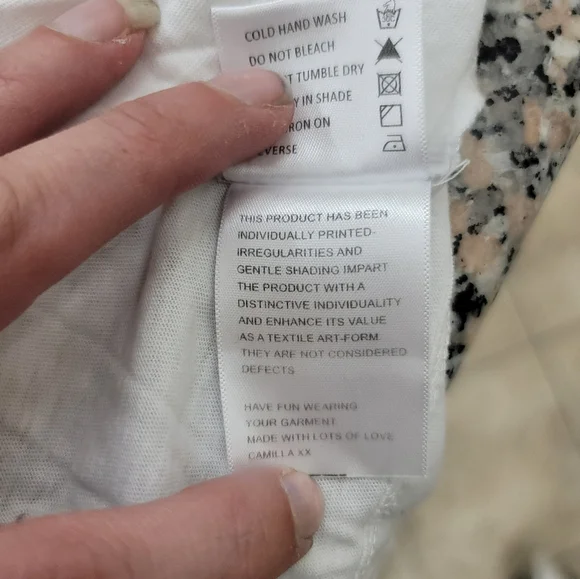 COLD HAND WASH
DO NOT BLEACH
TUMBLE DRY
IN SHADE
ON
THIS PRODUCT HAS BEEN
INDIVIDUALLY PRINTED-
IRREGULARITIES AND
GENTLE SHADING IMPART
THE PRODUCT WITH A
DISTINCTIVE INDIVIDUALITY
AND ENHANCE ITS VALUE
AS A TEXTILE ART-FORM.
THEY ARE NOT CONSIDERED
DEFECTS
HAVE FUN WEARING
YOUR GARMENT
MADE WITH LOTS OF LOVE
CAMILLA XX